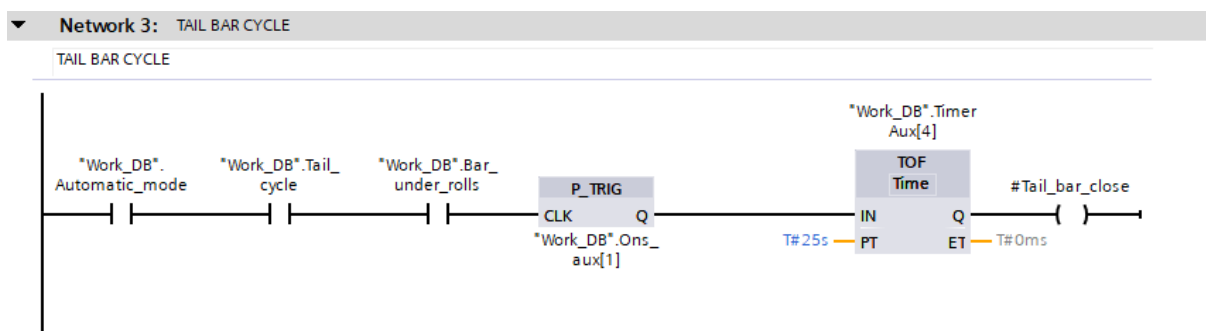 Network 3: TAIL BAR CYCLE
TAIL BAR CYCLE
"Work_DB".Timer
Aux[4]
"Work_DB".
Automatic_mode
"Work_DB".Tail_
cycle
"Work_DB".Bar_
under_rolls
P_TRIG
CLK Q
"Work_DB".Ons_
aux[1]
TOF
Time
IN Q
T#25s PT ET T#0ms
#Tail_bar_close